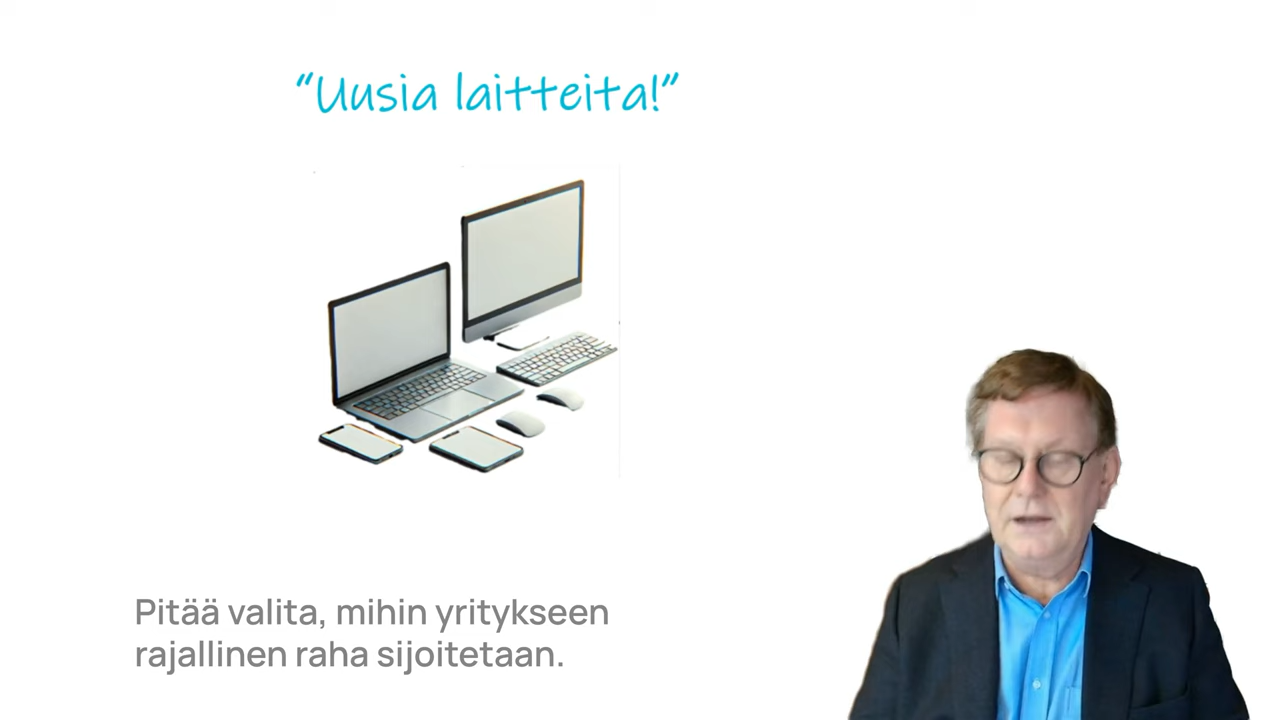 “Uusia laitteita!”
Pitää valita, mihin yritykseen
rajallinen raha sijoitetaan.